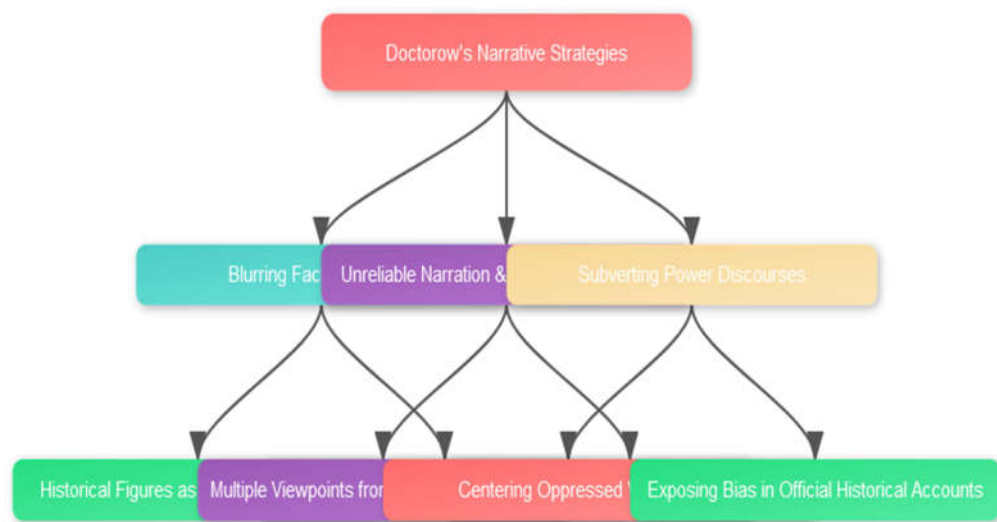 Doctorow's Narrative Strategies
Blurring Fac
Unreliable Narration &
Subverting Power Discourses
Historical Figures as
Multiple Viewpoints from
Centering Oppressed
Exposing Bias in Official Historical Accounts